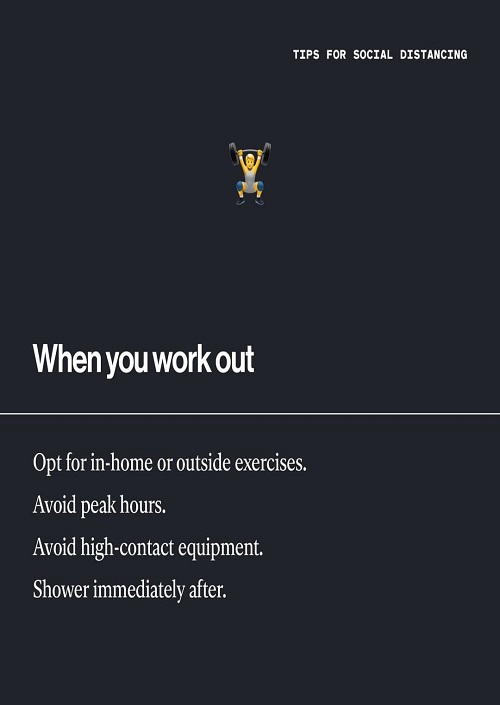 TIPS FOR SOCIAL DISTANCING
When you work out
Opt for in-home or outside exercises.
Avoid peak hours.
Avoid high-contact equipment.
Shower immediately after.